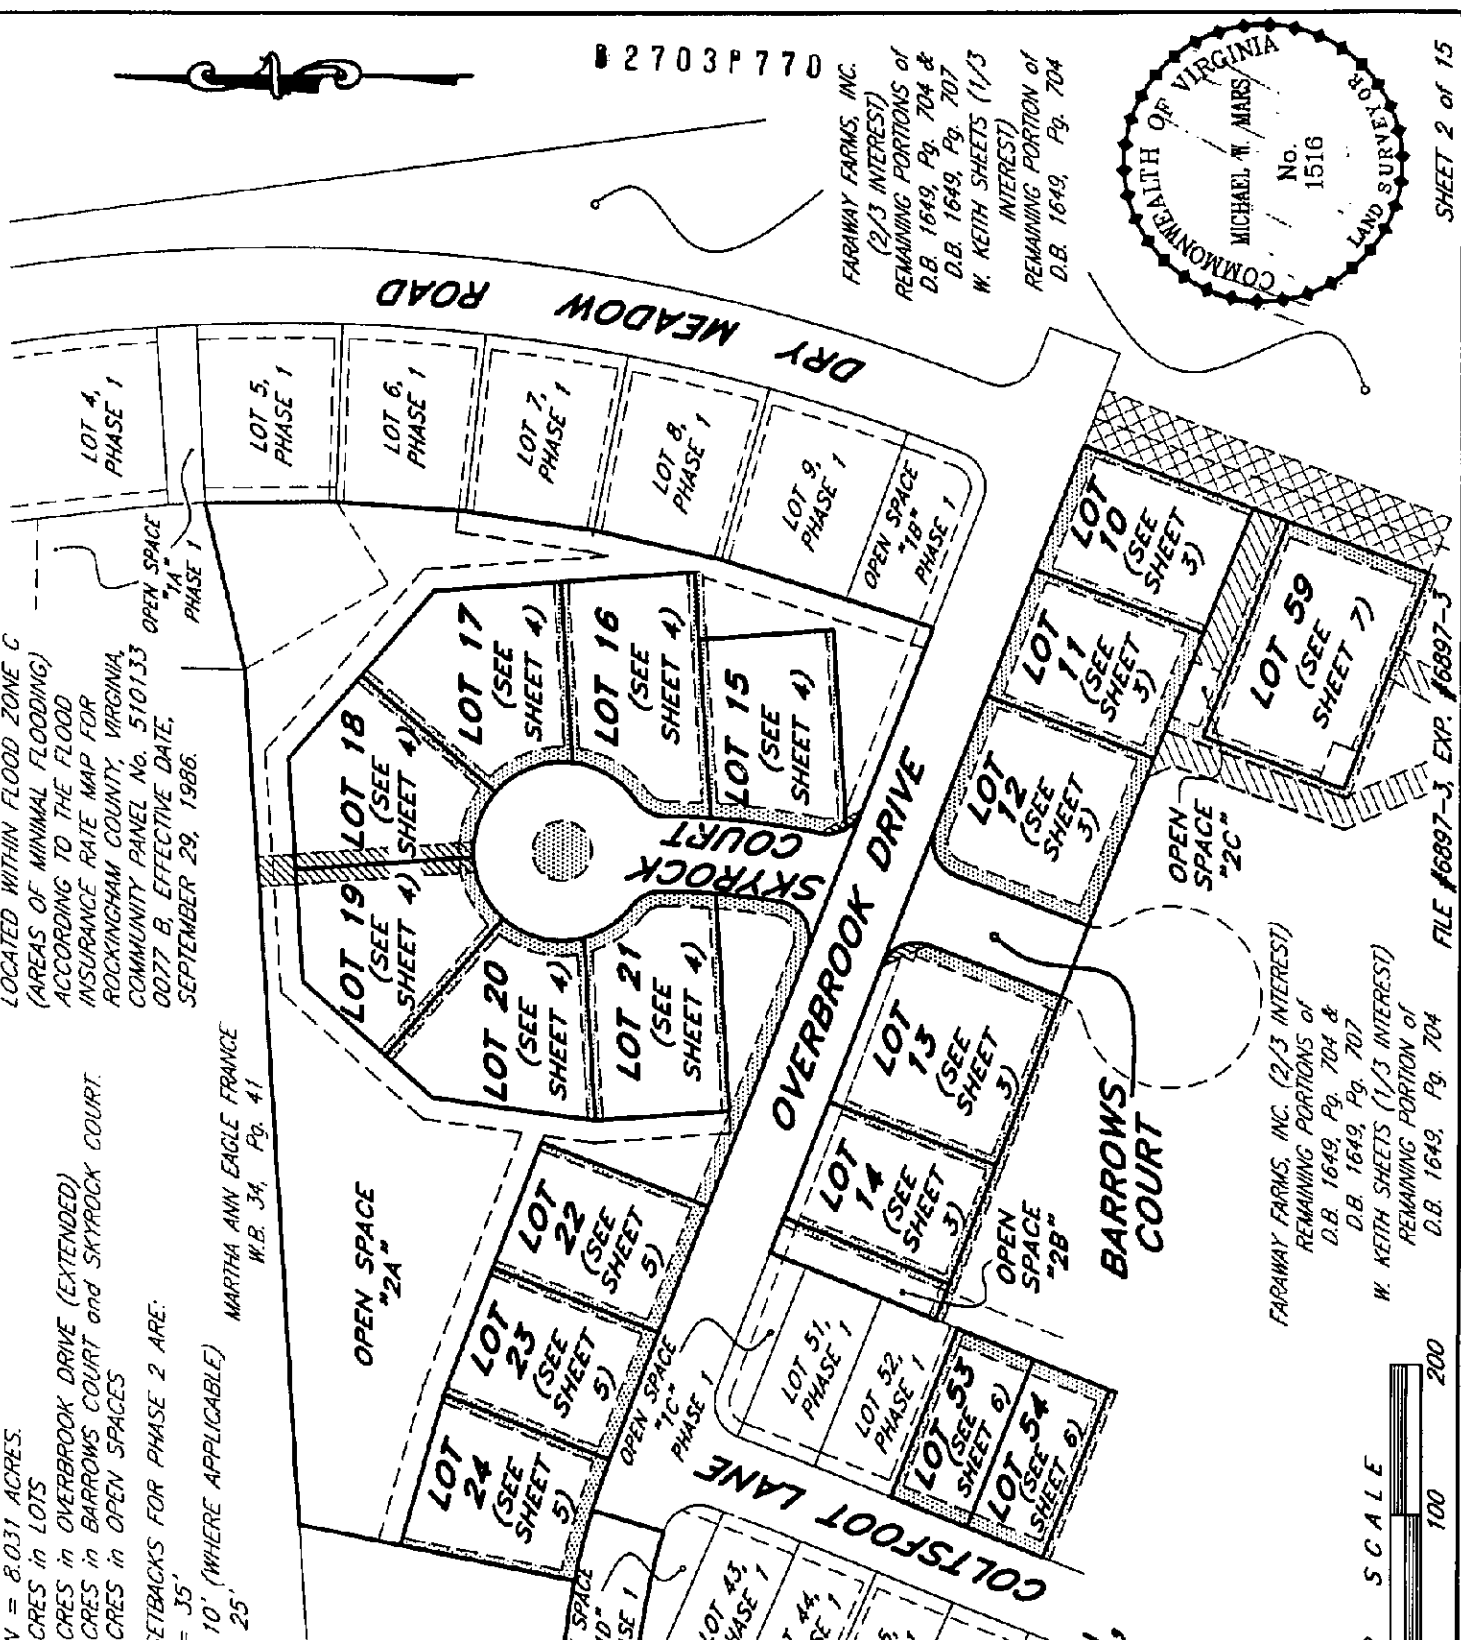 B2703P770
FARAWAY FARMS, INC.
(2/3 INTEREST)
REMAINING PORTIONS of
D.B. 1649, Pg. 704 &
D.B. 1649, Pg. 707
W. KEITH SHEETS (1/3
INTEREST)
REMAINING PORTION of
D.B. 1649, Pg. 704
COMMONWEALTH OF VIRGINIA
MICHAEL W. MARS
No.
1516
LAND SURVEYOR
SHEET 2 of 15
DRY MEADOW ROAD
LOT 4,
PHASE 1
LOT 5,
PHASE 1
LOT 6,
PHASE 1
LOT 7,
PHASE 1
LOT 8,
PHASE 1
LOT 9,
PHASE 1
OPEN SPACE
"1B"
PHASE 1
OPEN SPACE
"1A"
PHASE 1
LOCATED WITHIN FLOOD ZONE C
(AREAS OF MINIMAL FLOODING)
ACCORDING TO THE FLOOD
INSURANCE RATE MAP FOR
ROCKINGHAM COUNTY, VIRGINIA,
COMMUNITY PANEL No. 510133
0077 B, EFFECTIVE DATE,
SEPTEMBER 29, 1986.
LOT 10
(SEE
SHEET
3)
LOT
11
(SEE
SHEET
3)
LOT
12
(SEE
SHEET
3)
LOT 59
(SEE
SHEET 7)
LOT 17
(SEE
SHEET 4)
LOT 16
(SEE
SHEET 4)
LOT 15
(SEE
SHEET 4)
LOT 18
(SEE
SHEET 4)
LOT 19
(SEE
SHEET 4)
LOT 20
(SEE
SHEET 4)
LOT 21
(SEE
SHEET 4)
SKYROCK
COURT
OVERBROOK DRIVE
OPEN
SPACE
"2C"
LOT
13
(SEE
SHEET
3)
LOT
14
(SEE
SHEET
3)
OPEN
SPACE
"2B"
BARROWS
COURT
FILE #6897-3, EXP. #6897-3
FARAWAY FARMS, INC. (2/3 INTEREST)
REMAINING PORTIONS of
D.B. 1649, Pg. 704 &
D.B. 1649, Pg. 707
W. KEITH SHEETS (1/3 INTEREST)
REMAINING PORTION of
D.B. 1649, Pg. 704
MARTHA ANN EAGLE FRANCE
W.B. 34, Pg. 41
OPEN SPACE
"2A"
LOT
22
(SEE
SHEET
5)
LOT
23
(SEE
SHEET
5)
LOT
24
(SEE
SHEET
5)
OPEN SPACE
"1C"
PHASE 1
LOT 51,
PHASE 1
LOT 52,
PHASE 1
LOT 53
(SEE
SHEET 6)
LOT 54
(SEE
SHEET 6)
COLTSFOOT LANE
LOT 43,
HASE 1
44,
SE 1
SPACE
D"
SE 1
N = 8.031 ACRES.
CRES in LOTS
CRES in OVERBROOK DRIVE (EXTENDED)
CRES in BARROWS COURT and SKYROCK COURT.
CRES in OPEN SPACES
ETBACKS FOR PHASE 2 ARE:
= 35'
10' (WHERE APPLICABLE)
25'
SCALE
100
200